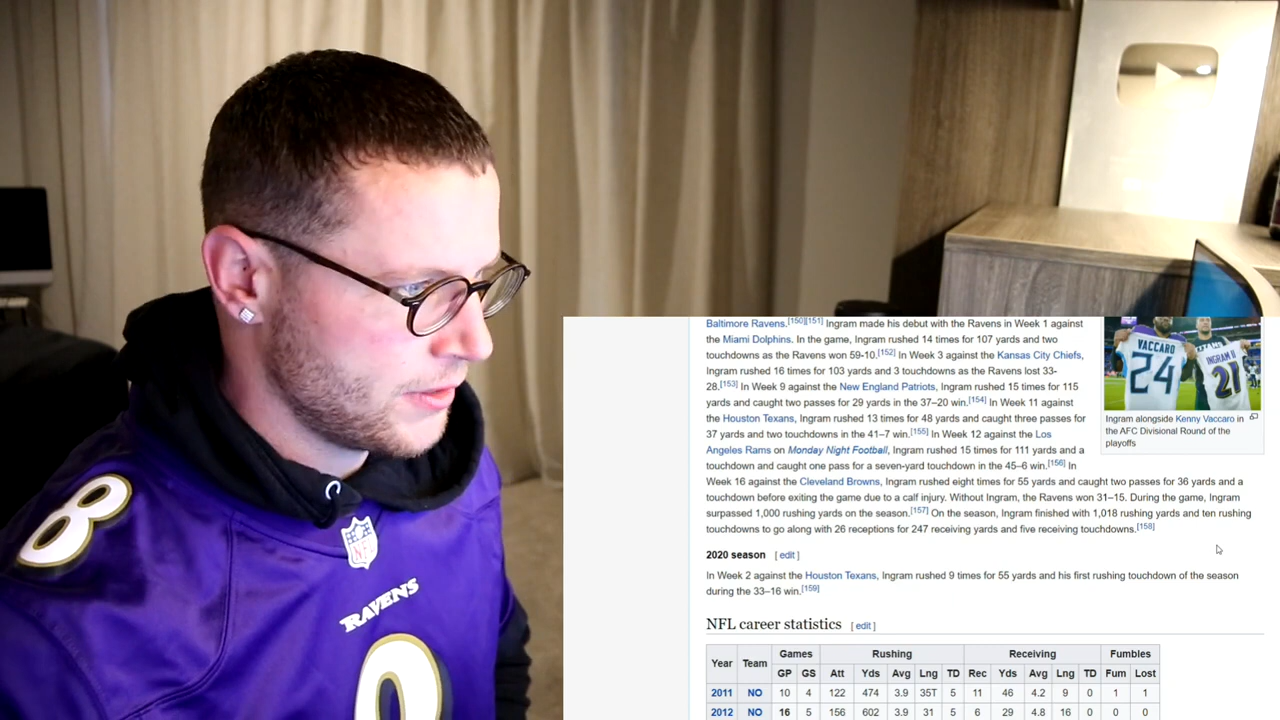 8
NFL
RAVENS
Baltimore Ravens.[150][151] Ingram made his debut with the Ravens in Week 1 against
the Miami Dolphins. In the game, Ingram rushed 14 times for 107 yards and two
touchdowns as the Ravens won 59-10.[152] In Week 3 against the Kansas City Chiefs,
Ingram rushed 16 times for 103 yards and 3 touchdowns as the Ravens lost 33-
28.[153] In Week 9 against the New England Patriots, Ingram rushed 15 times for 115
yards and caught two passes for 29 yards in the 37–20 win.[154] In Week 11 against
the Houston Texans, Ingram rushed 13 times for 48 yards and caught three passes for
37 yards and two touchdowns in the 41–7 win.[155] In Week 12 against the Los
Angeles Rams on Monday Night Football, Ingram rushed 15 times for 111 yards and a
touchdown and caught one pass for a seven-yard touchdown in the 45–6 win.[156] In
Week 16 against the Cleveland Browns, Ingram rushed eight times for 55 yards and caught two passes for 36 yards and a
touchdown before exiting the game due to a calf injury. Without Ingram, the Ravens won 31–15. During the game, Ingram
surpassed 1,000 rushing yards on the season.[157] On the season, Ingram finished with 1,018 rushing yards and ten rushing
touchdowns to go along with 26 receptions for 247 receiving yards and five receiving touchdowns.[158]
VACCARO
24
INGRAM II
21
Ingram alongside Kenny Vaccaro in
the AFC Divisional Round of the
playoffs
2020 season [ edit ]
In Week 2 against the Houston Texans, Ingram rushed 9 times for 55 yards and his first rushing touchdown of the season
during the 33–16 win.[159]
NFL career statistics [ edit ]
Year Team Games Rushing Receiving Fumbles
GP GS Att Yds Avg Lng TD Rec Yds Avg Lng TD Fum Lost
2011 NO 10 4 122 474 3.9 35T 5 11 46 4.2 9 0 1 1
2012 NO 16 5 156 602 3.9 31 5 6 29 4.8 16 0 0 0